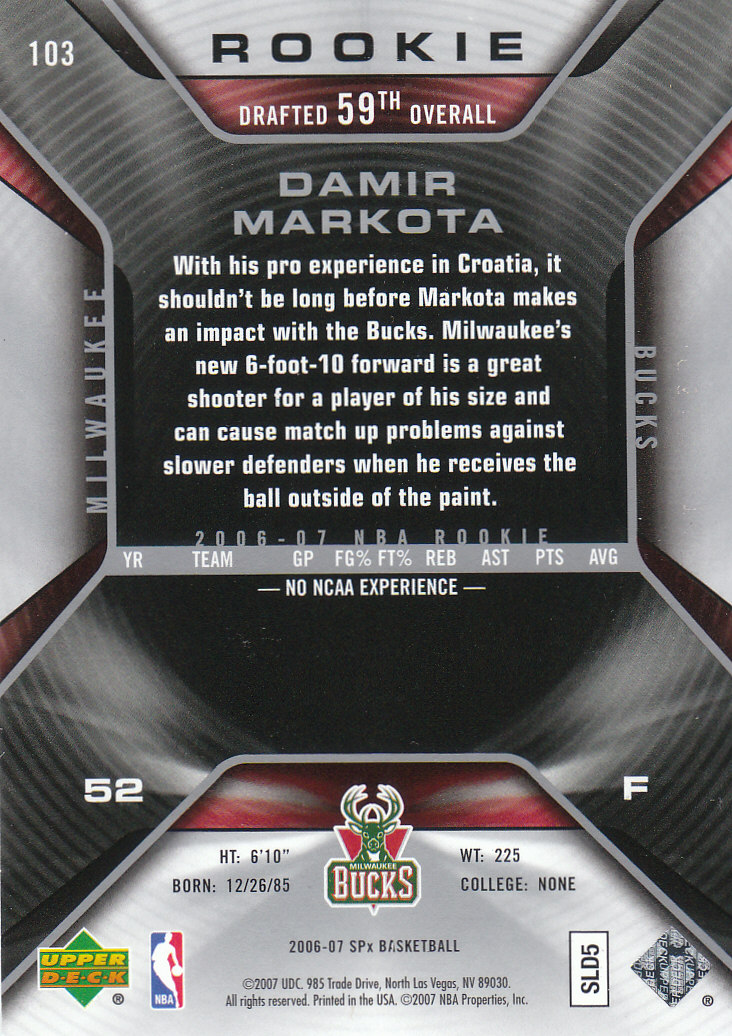 103
ROOKIE
DRAFTED 59TH OVERALL
DAMIR
MARKOTA
With his pro experience in Croatia, it
shouldn't be long before Markota makes
an impact with the Bucks. Milwaukee's
new 6-foot-10 forward is a great
shooter for a player of his size and
can cause match up problems against
slower defenders when he receives the
ball outside of the paint.
MILWAUKEE
BUCKS
2006-07 NBA ROOKIE
YR TEAM GP FG% FT% REB AST PTS AVG
— NO NCAA EXPERIENCE —
52
F
HT: 6'10"
BORN: 12/26/85
MILWAUKEE
BUCKS
WT: 225
COLLEGE: NONE
UPPER
D·E·C·K
®
NBA
2006-07 SPx BASKETBALL
©2007 UDC. 985 Trade Drive, North Las Vegas, NV 89030.
All rights reserved. Printed in the USA. ©2007 NBA Properties, Inc.
SLD5
®